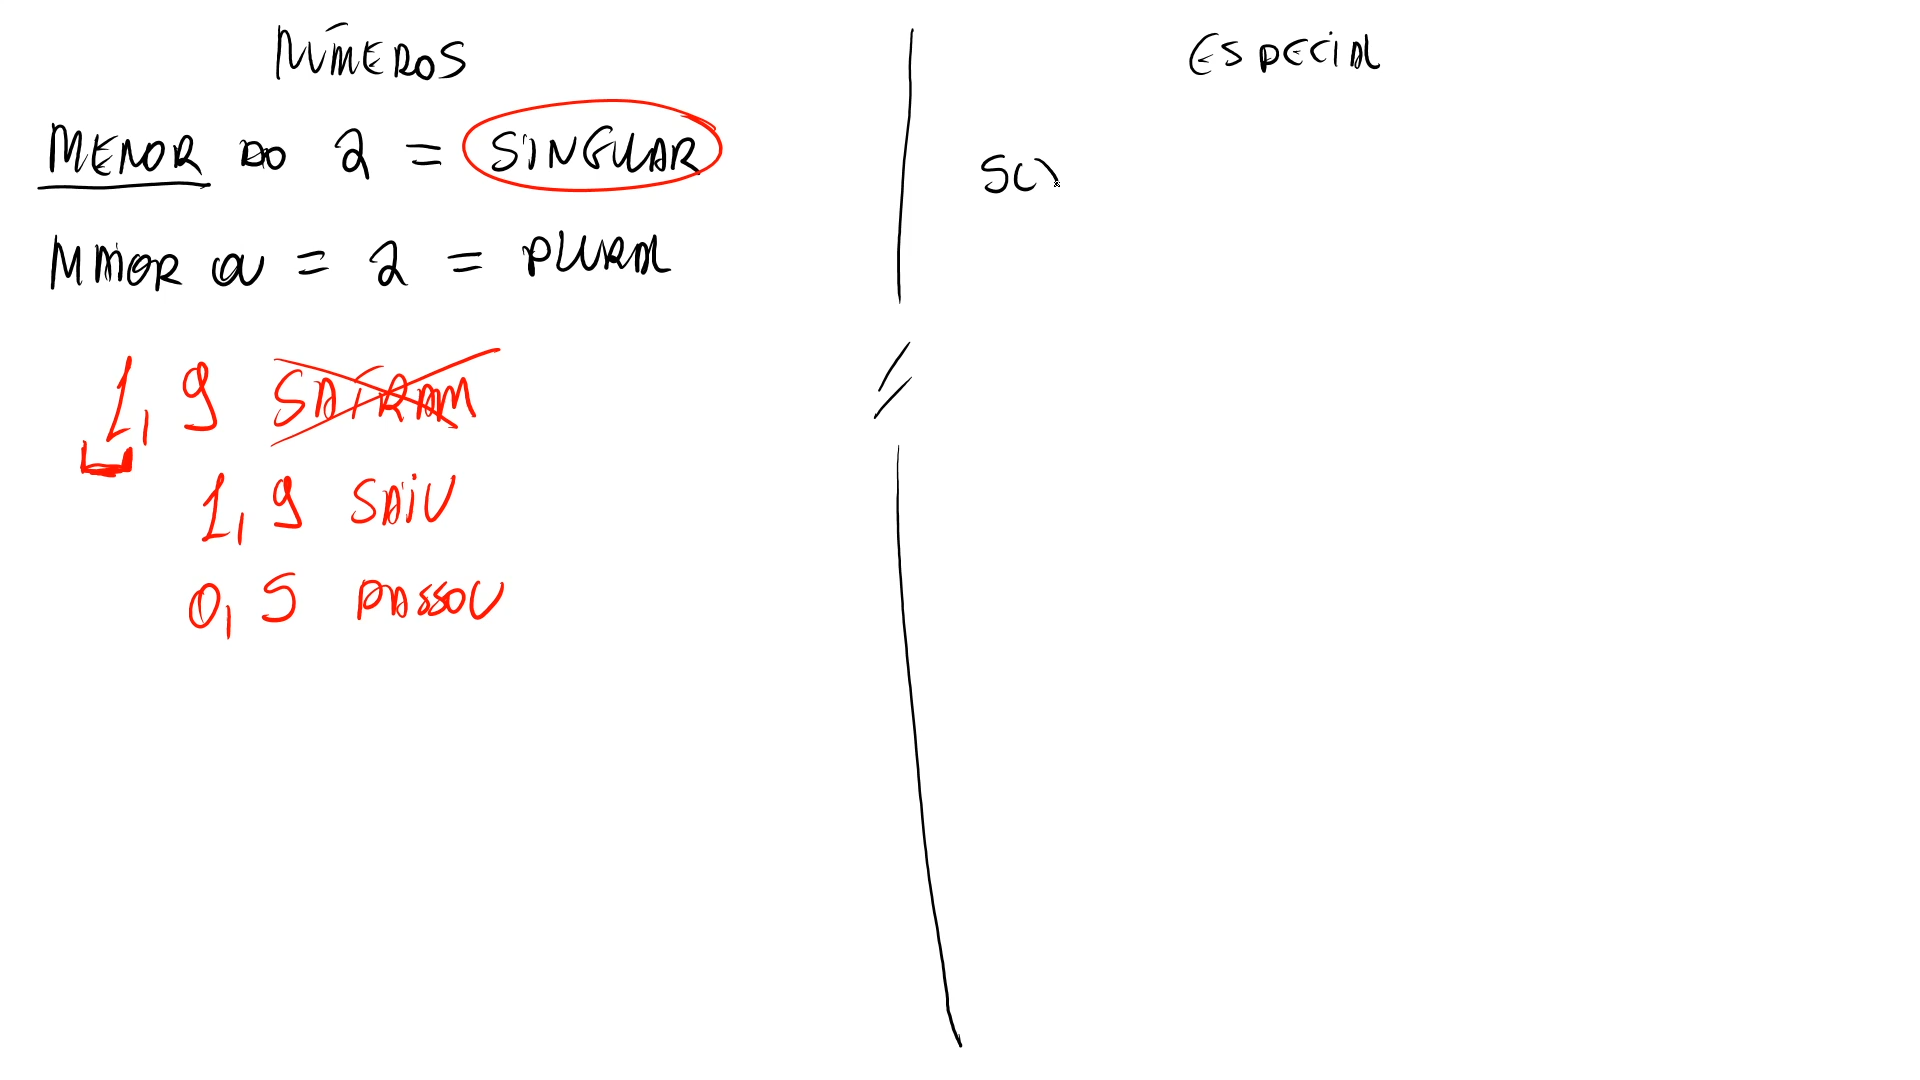 NÚMEROS
MENOR DO 2 = SINGULAR
MAIOR OU = 2 = PLURAL
1,9 SAÍRAM
1,9 SAIU
0,5 PASSOU
ESPECIAL